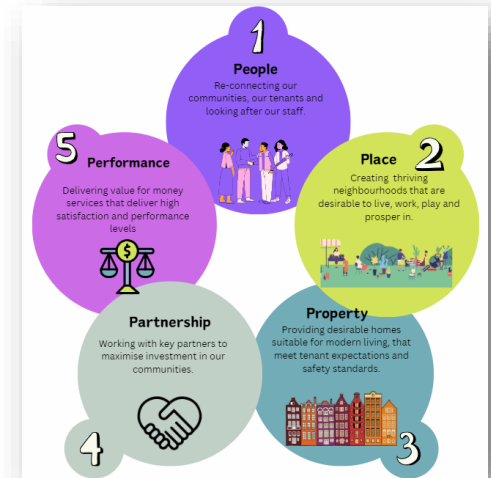 1
People
Re-connecting our
communities, our tenants and
looking after our staff.
2
Place
Creating thriving
neighbourhoods that are
desirable to live, work, play and
prosper in.
Property
Providing desirable homes
suitable for modern living, that
meet tenant expectations and
safety standards.
3
Partnership
Working with key partners to
maximise investment in our
communities.
4
5
Performance
Delivering value for money
services that deliver high
satisfaction and performance
levels
$